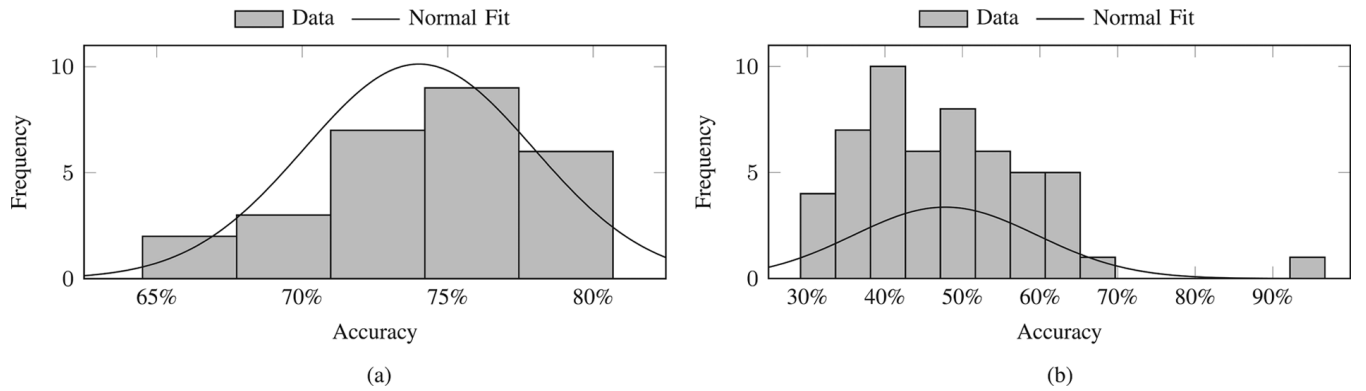 Data Normal Fit
10
5
0
Frequency
65% 70% 75% 80%
Accuracy
(a)
Data Normal Fit
10
5
0
Frequency
30% 40% 50% 60% 70% 80% 90%
Accuracy
(b)